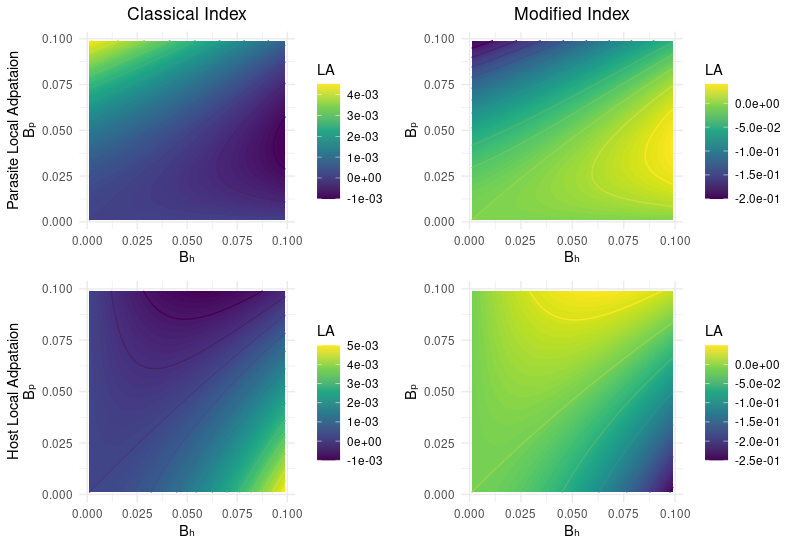 Classical Index
Modified Index
Parasite Local Adpataion
Bₚ
0.100
0.075
0.050
0.025
0.000
0.000 0.025 0.050 0.075 0.100
Bₕ
LA
4e-03
3e-03
2e-03
1e-03
0e+00
-1e-03
Bₚ
0.100
0.075
0.050
0.025
0.000
0.000 0.025 0.050 0.075 0.100
Bₕ
LA
0.0e+00
-5.0e-02
-1.0e-01
-1.5e-01
-2.0e-01
Host Local Adpataion
Bₚ
0.100
0.075
0.050
0.025
0.000
0.000 0.025 0.050 0.075 0.100
Bₕ
LA
5e-03
4e-03
3e-03
2e-03
1e-03
0e+00
-1e-03
Bₚ
0.100
0.075
0.050
0.025
0.000
0.000 0.025 0.050 0.075 0.100
Bₕ
LA
0.0e+00
-5.0e-02
-1.0e-01
-1.5e-01
-2.0e-01
-2.5e-01